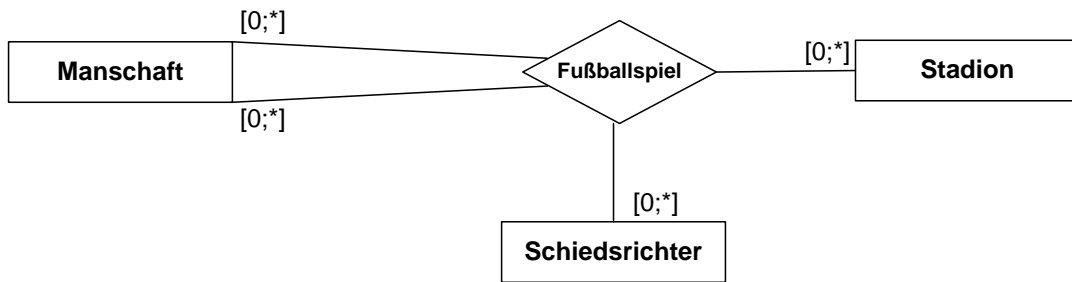 [0;*]
Manschaft
[0;*]
Fußballspiel
[0;*]
Stadion
[0;*]
Schiedsrichter